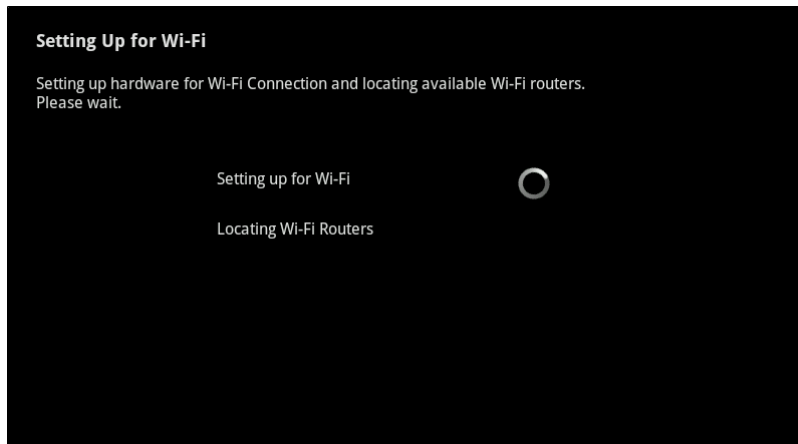 Setting Up for Wi-Fi
Setting up hardware for Wi-Fi Connection and locating available Wi-Fi routers.
Please wait.
Setting up for Wi-Fi
Locating Wi-Fi Routers